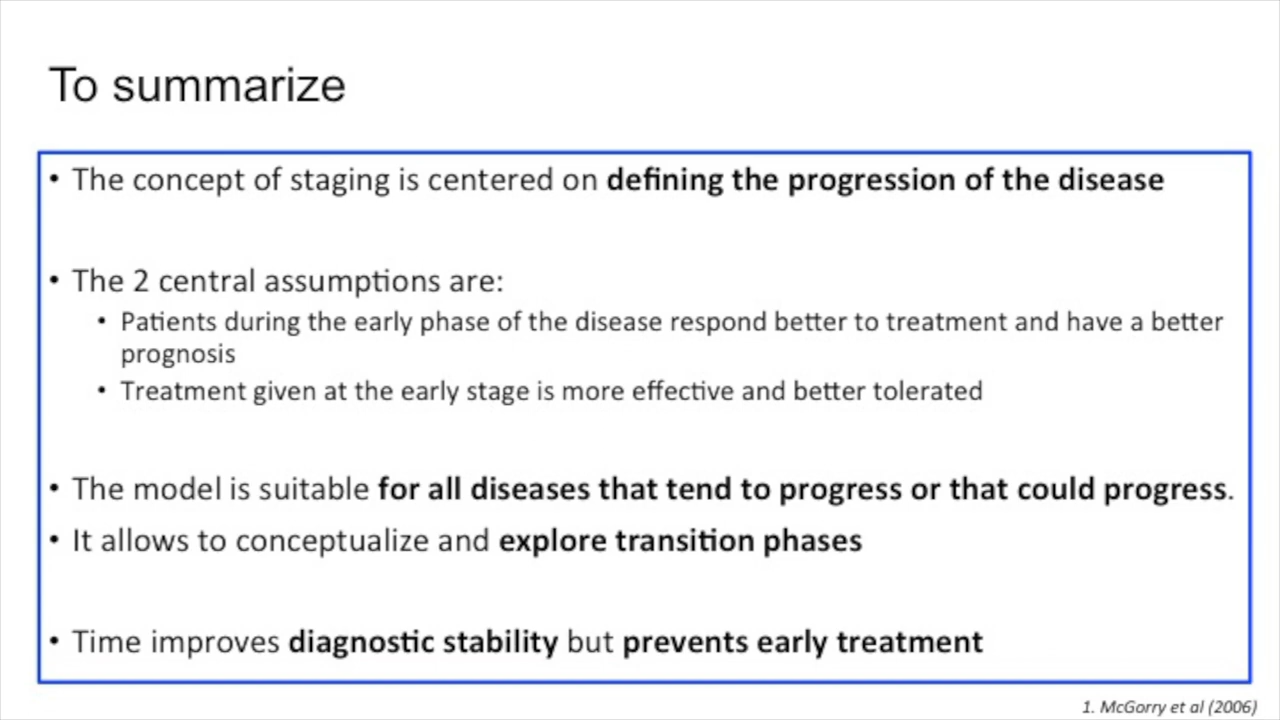 To summarize
• The concept of staging is centered on defining the progression of the disease
• The 2 central assumptions are:
• Patients during the early phase of the disease respond better to treatment and have a better
prognosis
• Treatment given at the early stage is more effective and better tolerated
• The model is suitable for all diseases that tend to progress or that could progress.
• It allows to conceptualize and explore transition phases
• Time improves diagnostic stability but prevents early treatment
1. McGorry et al (2006)